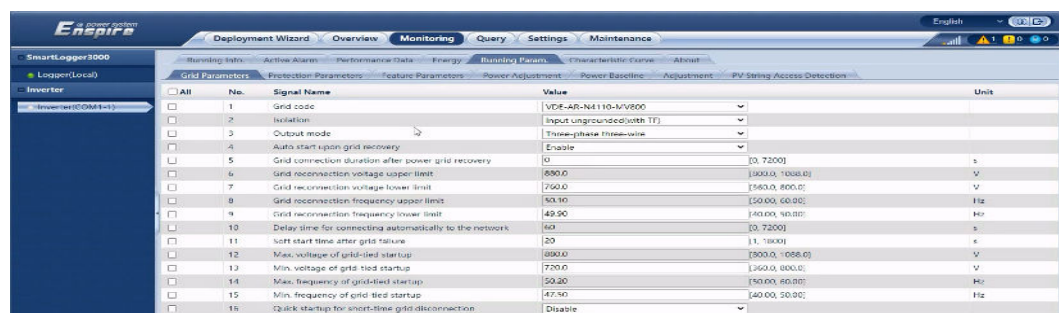 Enspire power system
English
Deployment Wizard Overview Monitoring Query Settings Maintenance
1 0 0
SmartLogger3000
Logger(Local)
Inverter
Inverter(COM1-1)
Running Info. Active Alarm Performance Data Energy Running Param. Characteristic Curve About
Grid Parameters Protection Parameters Feature Parameters Power Adjustment Power Baseline Adjustment PV String Access Detection
All No. Signal Name Value Unit
1 Grid code VDE-AR-N4110-MV800
2 Isolation Input ungrounded(with TF)
3 Output mode Three-phase three-wire
4 Auto start upon grid recovery Enable
5 Grid connection duration after power grid recovery 0 [0, 7200] s
6 Grid reconnection voltage upper limit 880.0 [800.0, 1088.0] V
7 Grid reconnection voltage lower limit 760.0 [360.0, 800.0] V
8 Grid reconnection frequency upper limit 50.10 [50.00, 60.00] Hz
9 Grid reconnection frequency lower limit 49.90 [40.00, 50.00] Hz
10 Delay time for connecting automatically to the network 60 [0, 7200] s
11 Soft start time after grid failure 20 [1, 1800] s
12 Max. voltage of grid-tied startup 880.0 [800.0, 1088.0] V
13 Min. voltage of grid-tied startup 720.0 [360.0, 800.0] V
14 Max. frequency of grid-tied startup 50.20 [50.00, 60.00] Hz
15 Min. frequency of grid-tied startup 47.50 [40.00, 50.00] Hz
16 Quick startup for short-time grid disconnection Disable